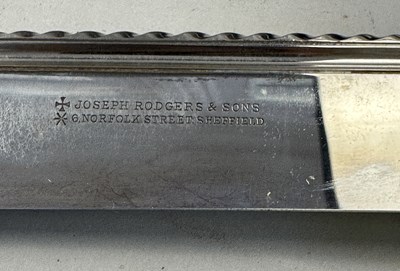 JOSEPH RODGERS & SONS
6, NORFOLK STREET SHEFFIELD